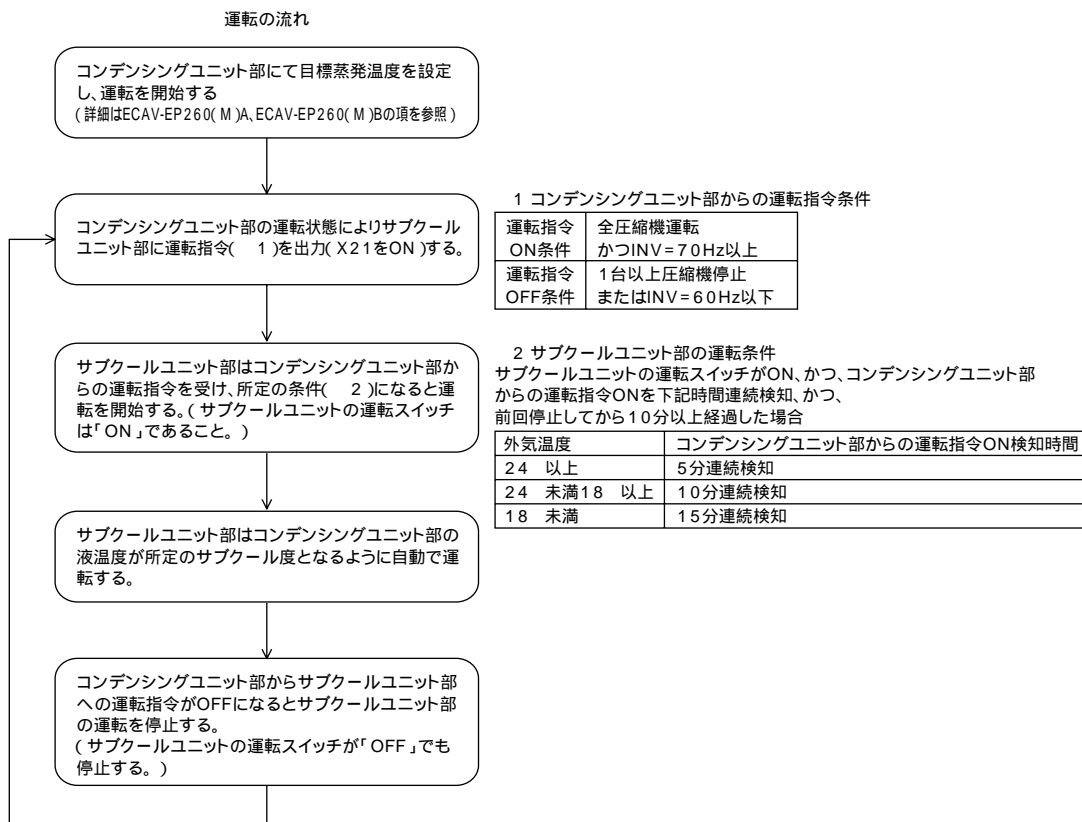 運転の流れ
コンデンシングユニット部にて目標蒸発温度を設定
し、運転を開始する
(詳細はECAV-EP260(M)A、ECAV-EP260(M)Bの項を参照)
コンデンシングユニット部の運転状態によりサブクール
ユニット部に運転指令( 1)を出力(X21をON)する。
1 コンデンシングユニット部からの運転指令条件
運転指令 全圧縮機運転
ON条件 かつINV=70Hz以上
運転指令 1台以上圧縮機停止
OFF条件 またはINV=60Hz以下
サブクールユニット部はコンデンシングユニット部か
らの運転指令を受け、所定の条件( 2)になると運
転を開始する。(サブクールユニットの運転スイッチ
は「ON」であること。)
2 サブクールユニット部の運転条件
サブクールユニットの運転スイッチがON、かつ、コンデンシングユニット部
からの運転指令ONを下記時間連続検知、かつ、
前回停止してから10分以上経過した場合
外気温度 コンデンシングユニット部からの運転指令ON検知時間
24 以上 5分連続検知
24 未満18 以上 10分連続検知
18 未満 15分連続検知
サブクールユニット部はコンデンシングユニット部の
液温度が所定のサブクール度となるように自動で運
転する。
コンデンシングユニット部からサブクールユニット部
への運転指令がOFFになるとサブクールユニット部
の運転を停止する。
(サブクールユニットの運転スイッチが「OFF」でも
停止する。)